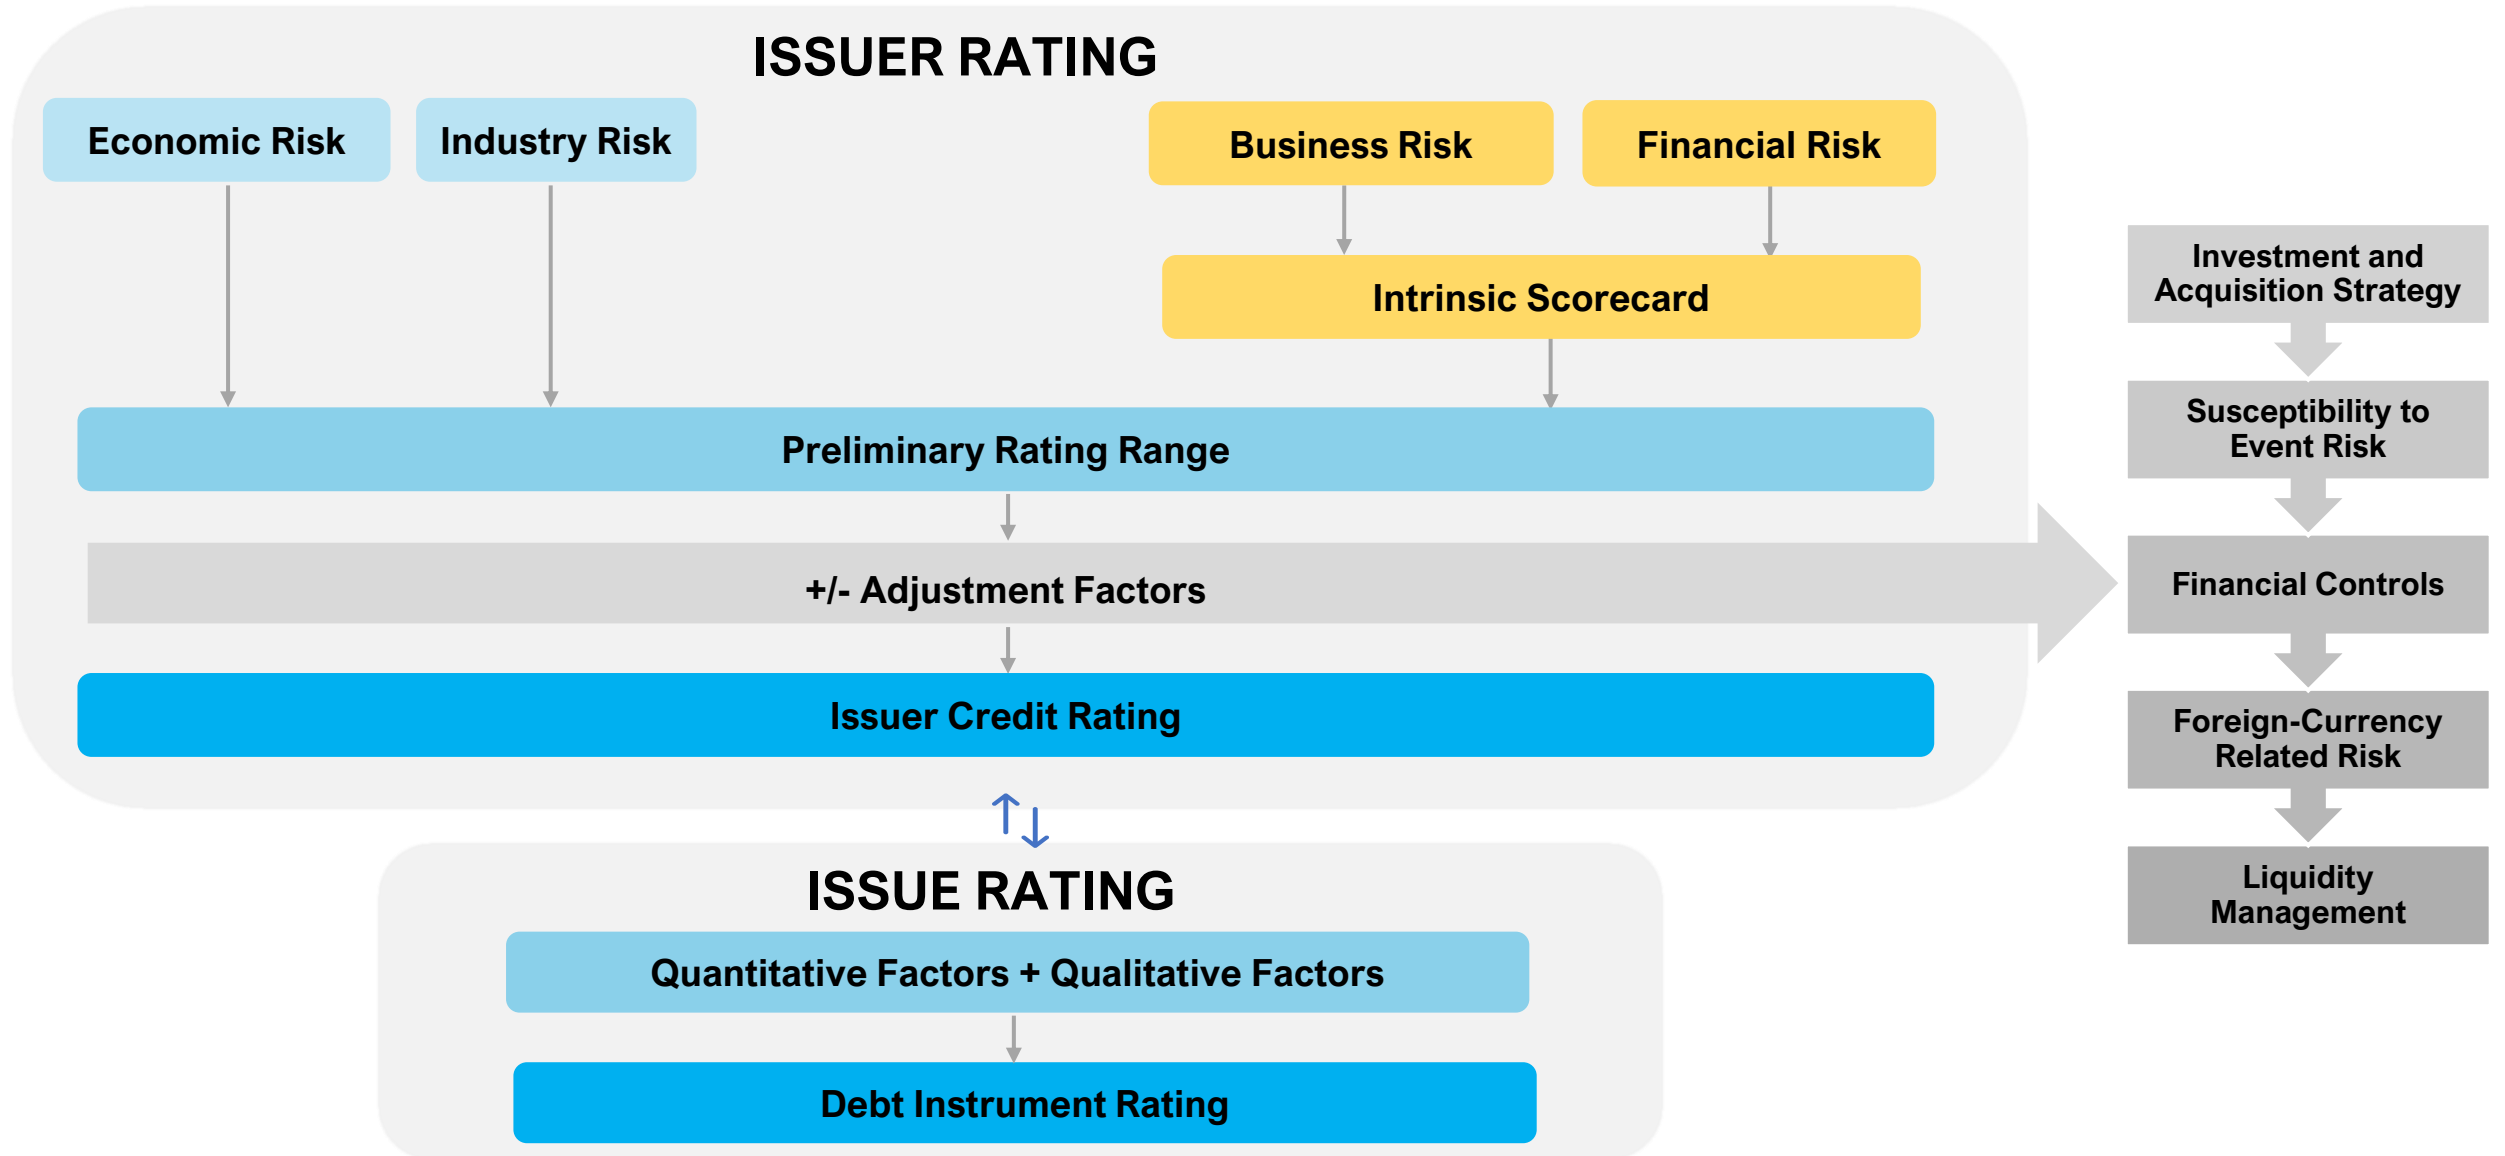 ISSUER RATING
Economic Risk
Industry Risk
Business Risk
Financial Risk
Intrinsic Scorecard
Preliminary Rating Range
+/- Adjustment Factors
Issuer Credit Rating
Investment and
Acquisition Strategy
Susceptibility to
Event Risk
Financial Controls
Foreign-Currency
Related Risk
Liquidity
Management
ISSUE RATING
Quantitative Factors + Qualitative Factors
Debt Instrument Rating